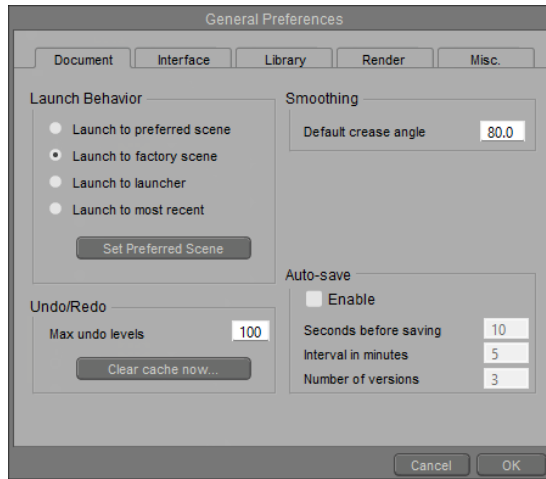 General Preferences
Document Interface Library Render Misc.
Launch Behavior
Launch to preferred scene
Launch to factory scene
Launch to launcher
Launch to most recent
Set Preferred Scene
Smoothing
Default crease angle 80.0
Undo/Redo
Max undo levels 100
Clear cache now...
Auto-save
Enable
Seconds before saving 10
Interval in minutes 5
Number of versions 3
Cancel OK